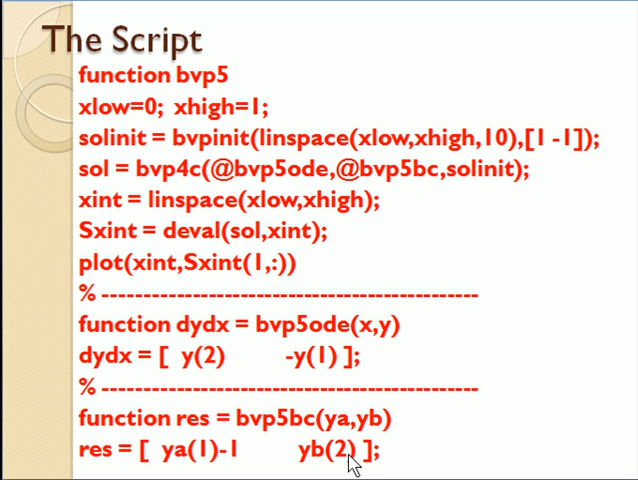 The Script
function bvp5
xlow=0; xhigh=1;
solinit = bvpinit(linspace(xlow,xhigh,10),[1 -1]);
sol = bvp4c(@bvp5ode,@bvp5bc,solinit);
xint = linspace(xlow,xhigh);
Sxint = deval(sol,xint);
plot(xint,Sxint(1,:))
% ---------------------------------------------
function dydx = bvp5ode(x,y)
dydx = [ y(2) -y(1) ];
% ---------------------------------------------
function res = bvp5bc(ya,yb)
res = [ ya(1)-1 yb(2) ];